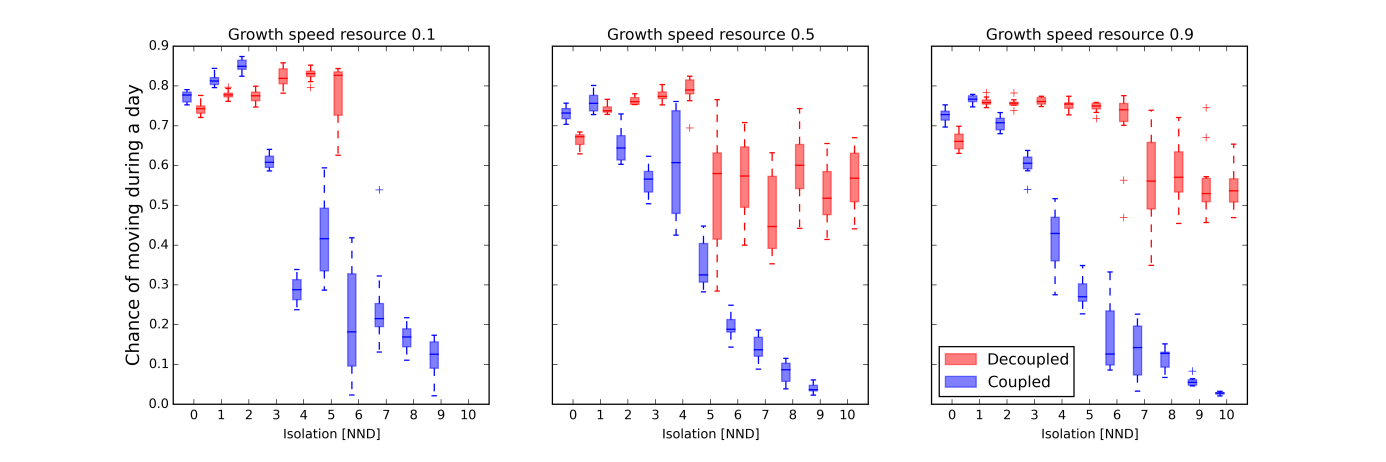 Growth speed resource 0.1
Growth speed resource 0.5
Growth speed resource 0.9
Chance of moving during a day
0.9
0.8
0.7
0.6
0.5
0.4
0.3
0.2
0.1
0.0
Decoupled
Coupled
0 1 2 3 4 5 6 7 8 9 10
0 1 2 3 4 5 6 7 8 9 10
0 1 2 3 4 5 6 7 8 9 10
Isolation [NND]
Isolation [NND]
Isolation [NND]